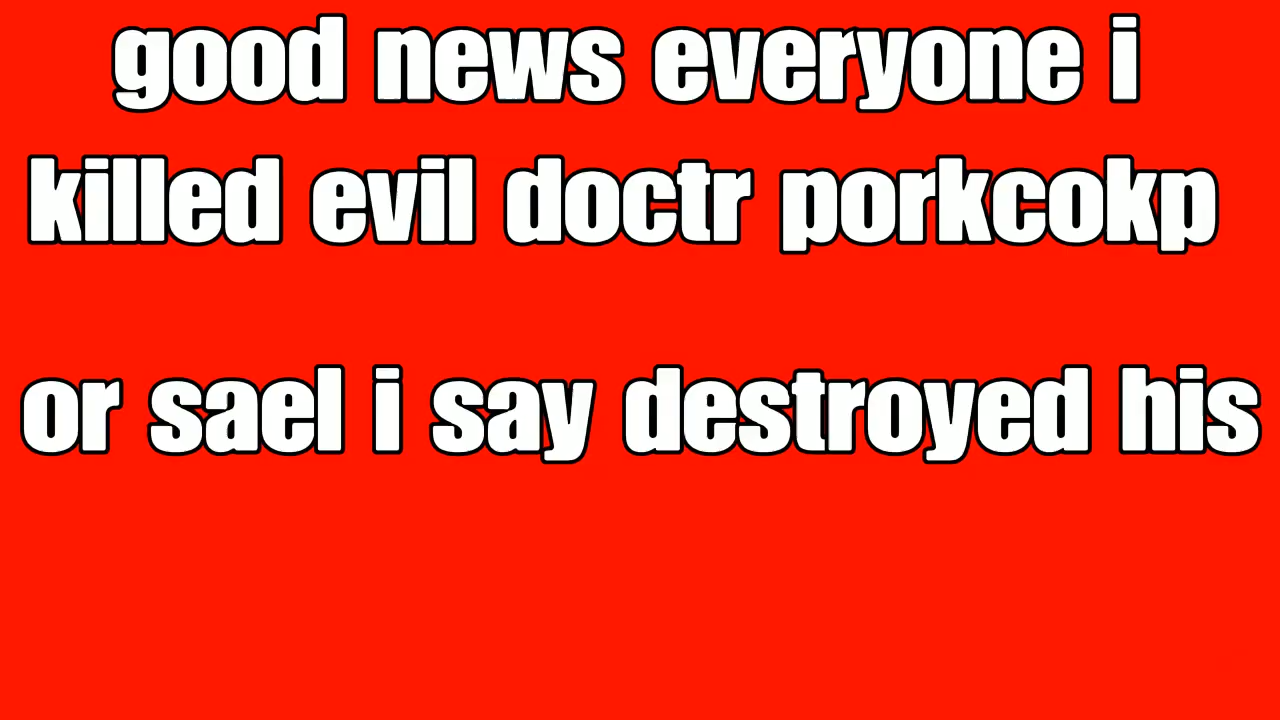 good news everyone i
killed evil doctr porkcokp
or sael i say destroyed his